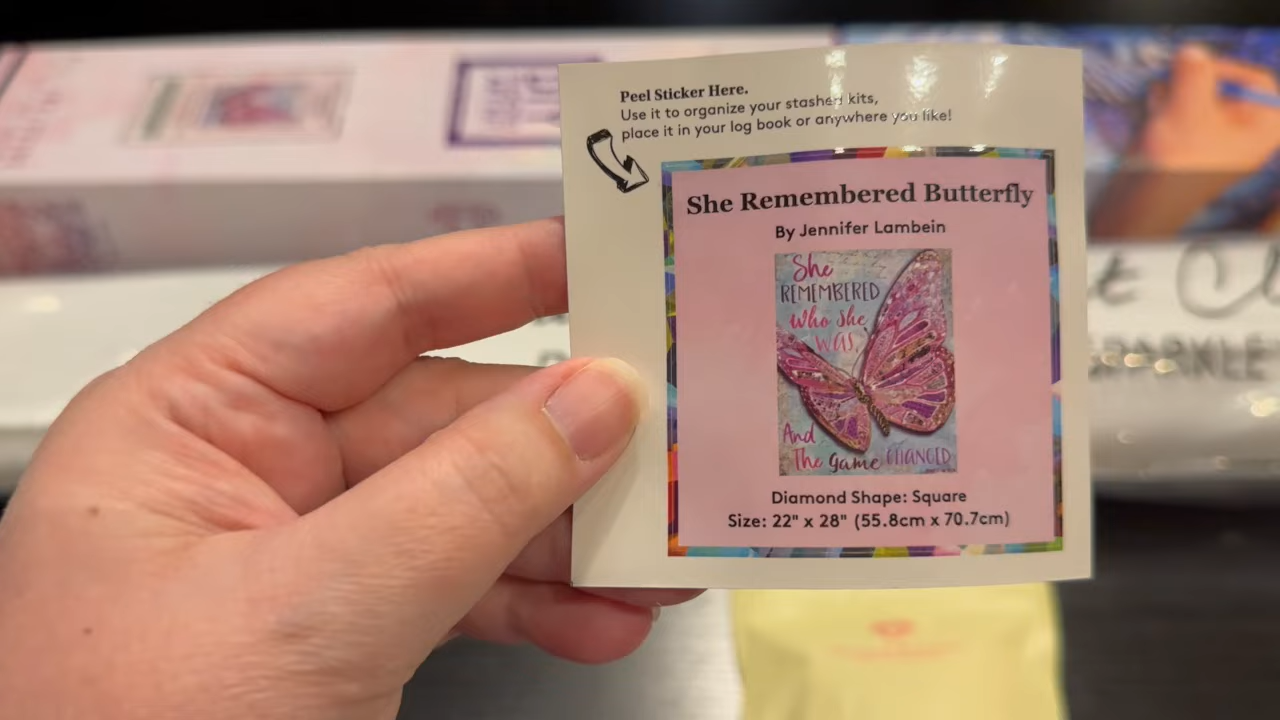 Peel Sticker Here.
Use it to organize your stashed kits,
place it in your log book or anywhere you like!
She Remembered Butterfly
By Jennifer Lambein
She
REMEMBERED
Who She
WAS,
And
The Game CHANGED
Diamond Shape: Square
Size: 22" x 28" (55.8cm x 70.7cm)
SPARKLE